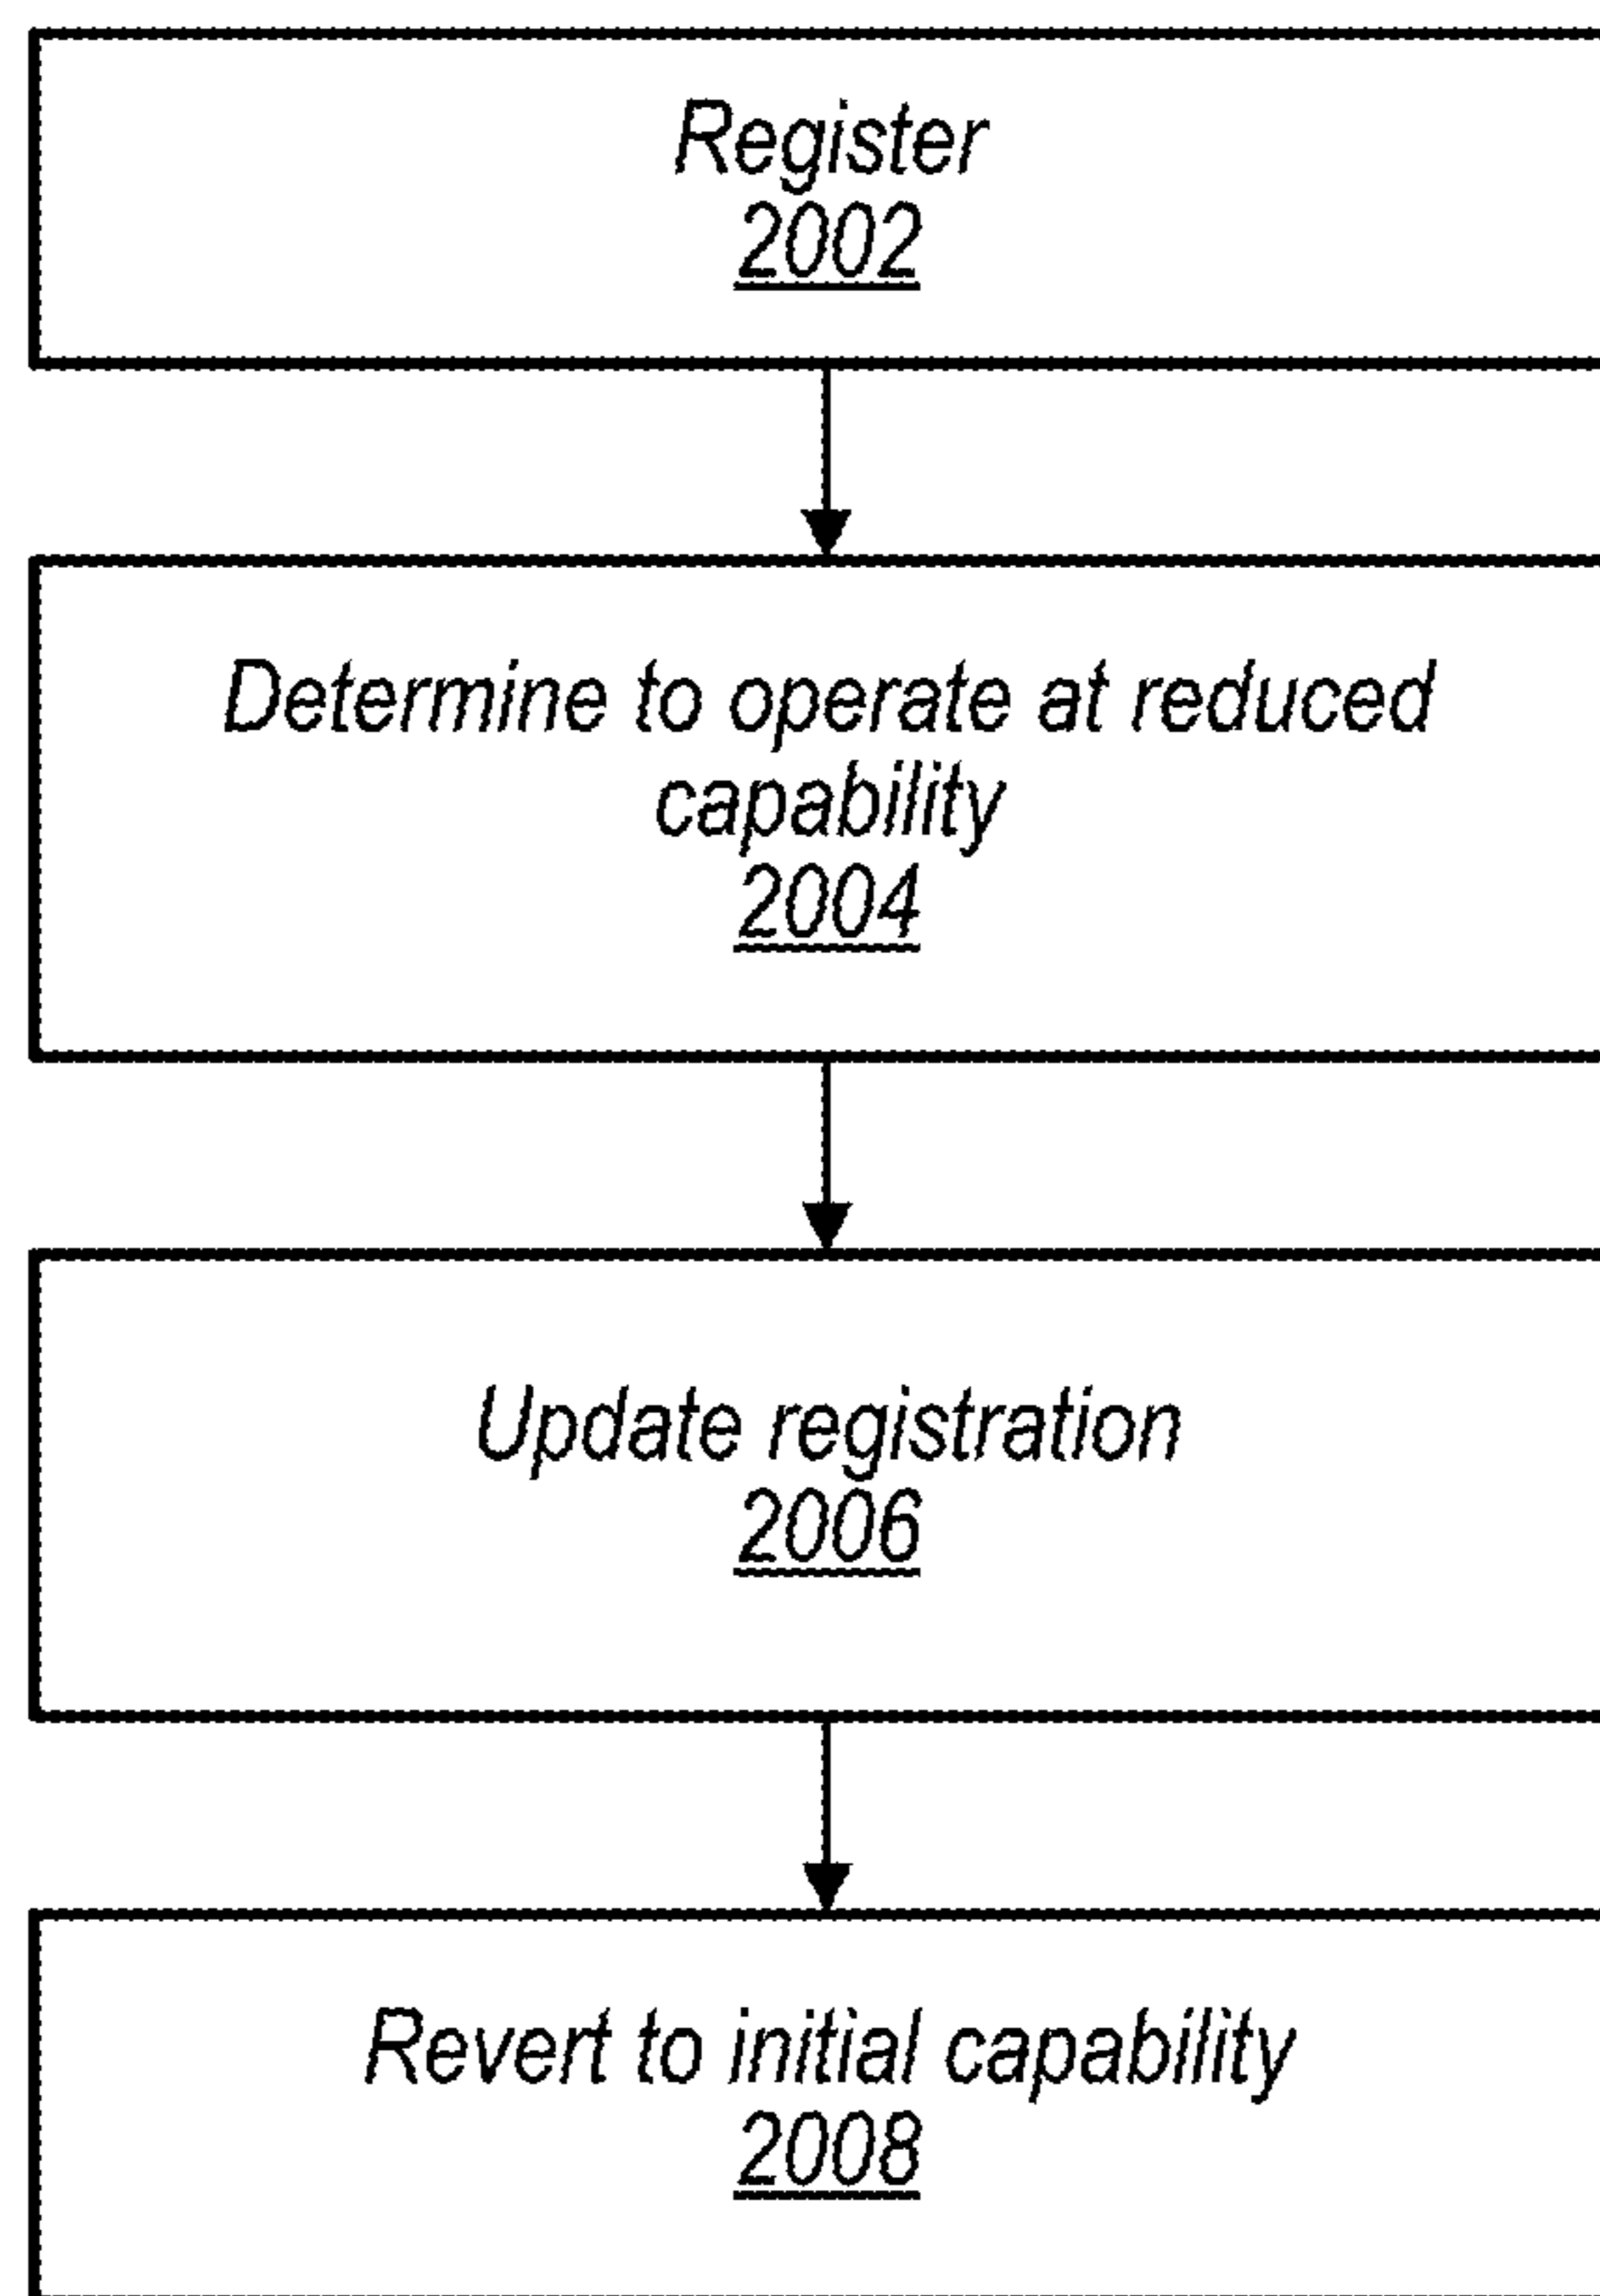 Register
2002
Determine to operate at reduced
capability
2004
Update registration
2006
Revert to initial capability
2008